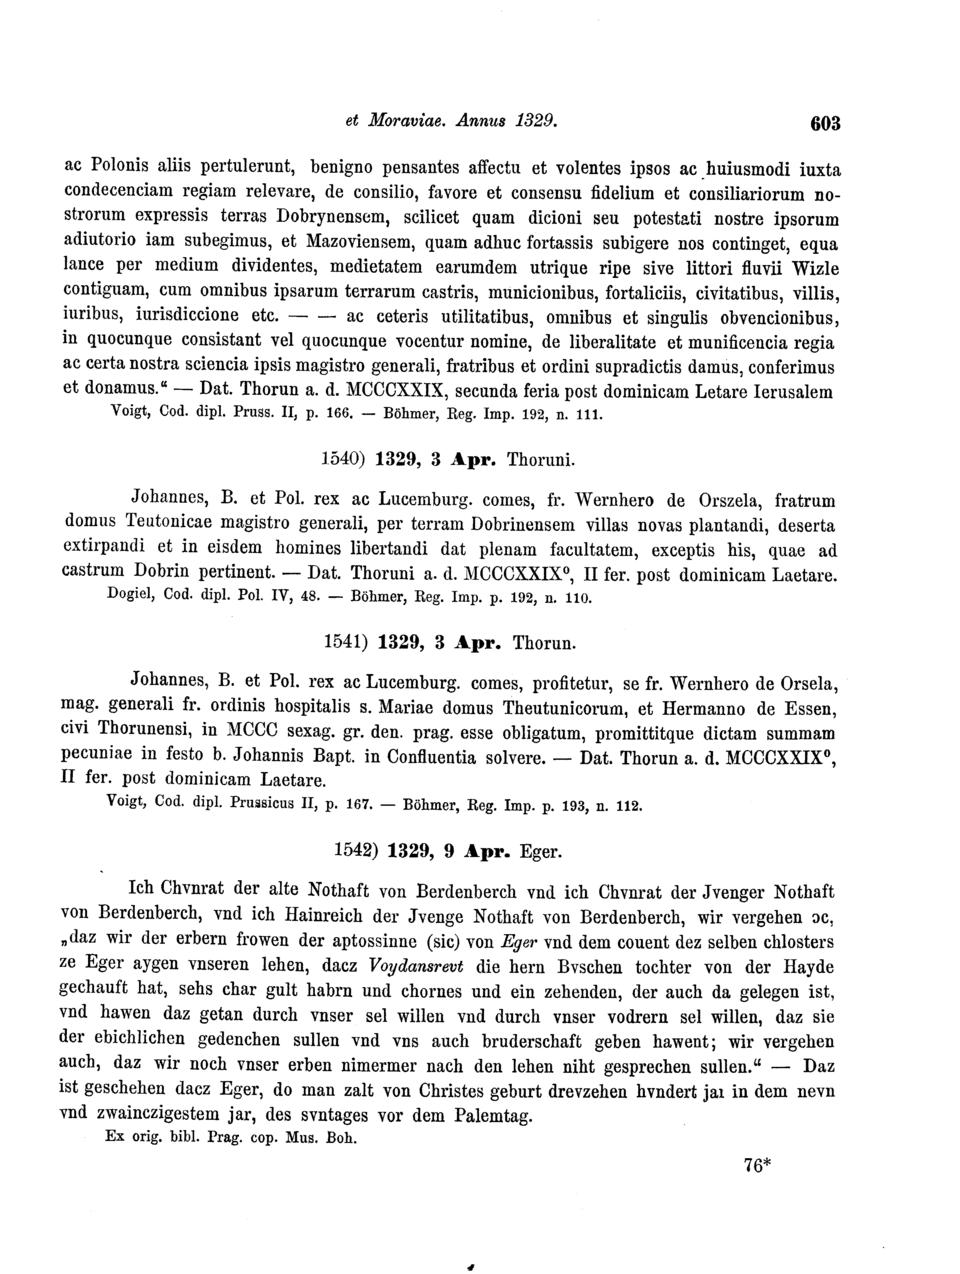 et Moraviae. Annus 1329. 603
ac Polonis aliis pertulerunt, benigno pensantes affectu et volentes ipsos ac huiusmodi iuxta
condecenciam regiam relevare, de consilio, favore et consensu fidelium et consiliariorum no-
strorum expressis terras Dobrynensem, scilicet quam dicioni seu potestati nostre ipsorum
adiutorio iam subegimus, et Mazoviensem, quam adhuc fortassis subigere nos continget, equa
lance per medium dividentes, medietatem earumdem utrique ripe sive littori fluvii Wizle
contiguam, cum omnibus ipsarum terrarum castris, municionibus, fortaliciis, civitatibus, villis,
iuribus, iurisdiccione etc. — — ac ceteris utilitatibus, omnibus et singulis obvencionibus,
in quocunque consistant vel quocunque vocentur nomine, de liberalitate et munificencia regia
ac certa nostra sciencia ipsis magistro generali, fratribus et ordini supradictis damus, conferimus
et donamus.“ — Dat. Thorun a. d. MCCCXXIX, secunda feria post dominicam Letare Ierusalem
Voigt, Cod. dipl. Pruss. II, p. 166. — Böhmer, Reg. Imp. 192, n. 111.
1540) 1329, 3 Apr. Thoruni.
Johannes, B. et Pol. rex ac Lucemburg. comes, fr. Wernhero de Orszela, fratrum
domus Teutonicae magistro generali, per terram Dobrinensem villas novas plantandi, deserta
extirpandi et in eisdem homines libertandi dat plenam facultatem, exceptis his, quae ad
castrum Dobrin pertinent. — Dat. Thoruni a. d. MCCCXXIX⁰, II fer. post dominicam Laetare.
Dogiel, Cod. dipl. Pol. IV, 48. — Böhmer, Reg. Imp. p. 192, n. 110.
1541) 1329, 3 Apr. Thorun.
Johannes, B. et Pol. rex ac Lucemburg. comes, profitetur, se fr. Wernhero de Orsela,
mag. generali fr. ordinis hospitalis s. Mariae domus Theutunicorum, et Hermanno de Essen,
civi Thorunensi, in MCCC sexag. gr. den. prag. esse obligatum, promittitque dictam summam
pecuniae in festo b. Johannis Bapt. in Confluentia solvere. — Dat. Thorun a. d. MCCCXXIX⁰,
II fer. post dominicam Laetare.
Voigt, Cod. dipl. Prussicus II, p. 167. — Böhmer, Reg. Imp. p. 193, n. 112.
1542) 1329, 9 Apr. Eger.
Ich Chvnrat der alte Nothaft von Berdenberch vnd ich Chvnrat der Jvenger Nothaft
von Berdenberch, vnd ich Hainreich der Jvenge Nothaft von Berdenberch, wir vergehen ɔc,
„daz wir der erbern frowen der aptossinne (sic) von Eger vnd dem couent dez selben chlosters
ze Eger aygen vnseren lehen, dacz Voydansrevt die hern Bvschen tochter von der Hayde
gechauft hat, sehs char gult habrn und chornes und ein zehenden, der auch da gelegen ist,
vnd hawen daz getan durch vnser sel willen vnd durch vnser vodrern sel willen, daz sie
der ebichlichen gedenchen sullen vnd vns auch bruderschaft geben hawent; wir vergehen
auch, daz wir noch vnser erben nimermer nach den lehen niht gesprechen sullen.“ — Daz
ist geschehen dacz Eger, do man zalt von Christes geburt drevzehen hvndert jar in dem nevn
vnd zwainczigestem jar, des svntages vor dem Palemtag.
Ex orig. bibl. Prag. cop. Mus. Boh.
76*